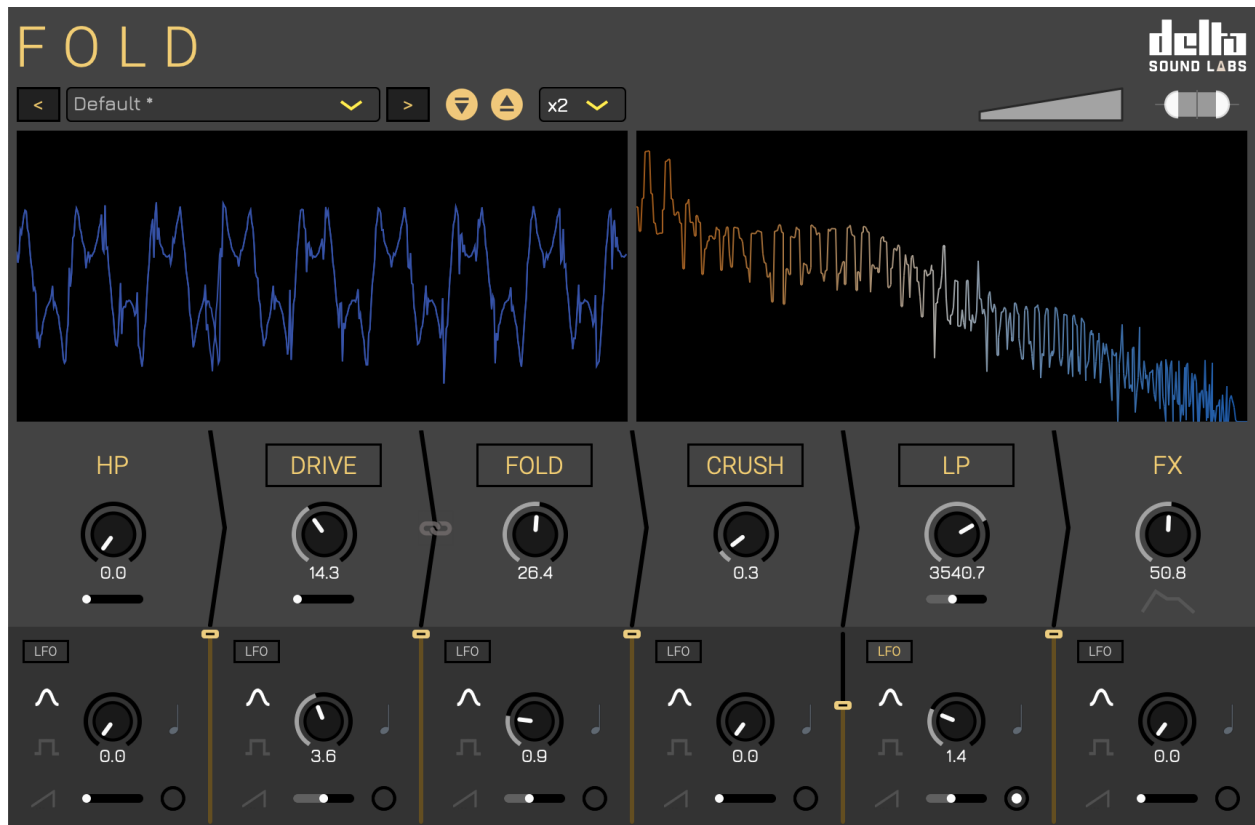 FOLD
delta
SOUND LABS
<
Default *
>
x2
HP
DRIVE
FOLD
CRUSH
LP
FX
0.0
14.3
26.4
0.3
3540.7
50.8
LFO
LFO
LFO
LFO
LFO
LFO
0.0
3.6
0.9
0.0
1.4
0.0